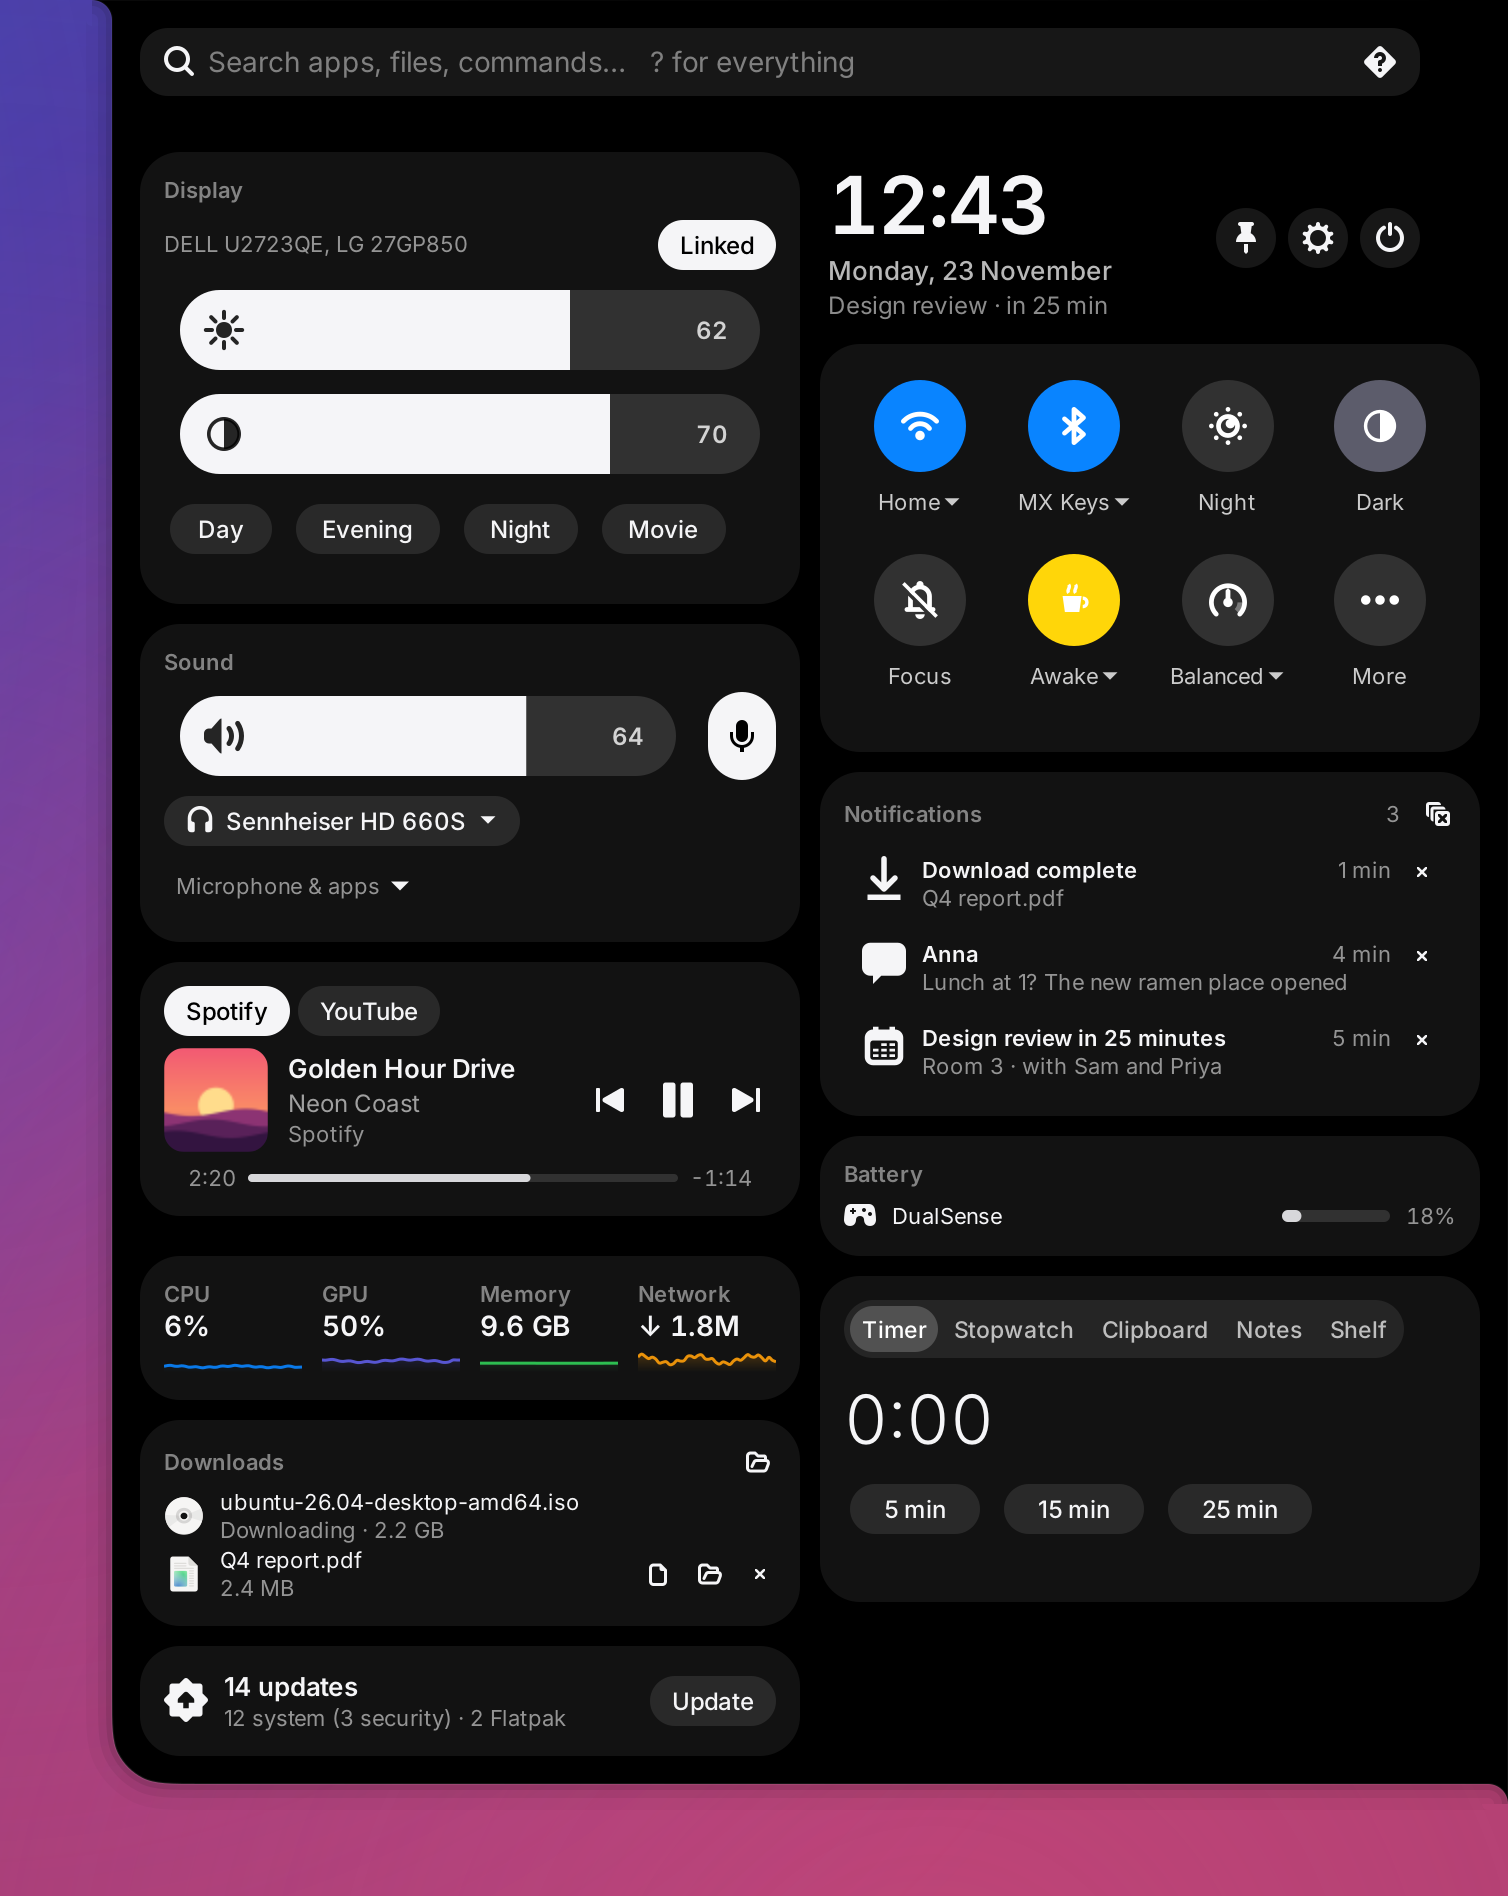 Search apps, files, commands...   ? for everything
Display
DELL U2723QE, LG 27GP850
Linked
62
70
Day
Evening
Night
Movie
Sound
64
Sennheiser HD 660S
Microphone & apps
Spotify
YouTube
Golden Hour Drive
Neon Coast
Spotify
2:20
-1:14
CPU
6%
GPU
50%
Memory
9.6 GB
Network
↓ 1.8M
Downloads
ubuntu-26.04-desktop-amd64.iso
Downloading · 2.2 GB
Q4 report.pdf
2.4 MB
14 updates
12 system (3 security) · 2 Flatpak
Update
12:43
Monday, 23 November
Design review · in 25 min
Home
MX Keys
Night
Dark
Focus
Awake
Balanced
More
Notifications
3
Download complete
1 min
Q4 report.pdf
Anna
4 min
Lunch at 1? The new ramen place opened
Design review in 25 minutes
5 min
Room 3 · with Sam and Priya
Battery
DualSense
18%
Timer
Stopwatch
Clipboard
Notes
Shelf
0:00
5 min
15 min
25 min